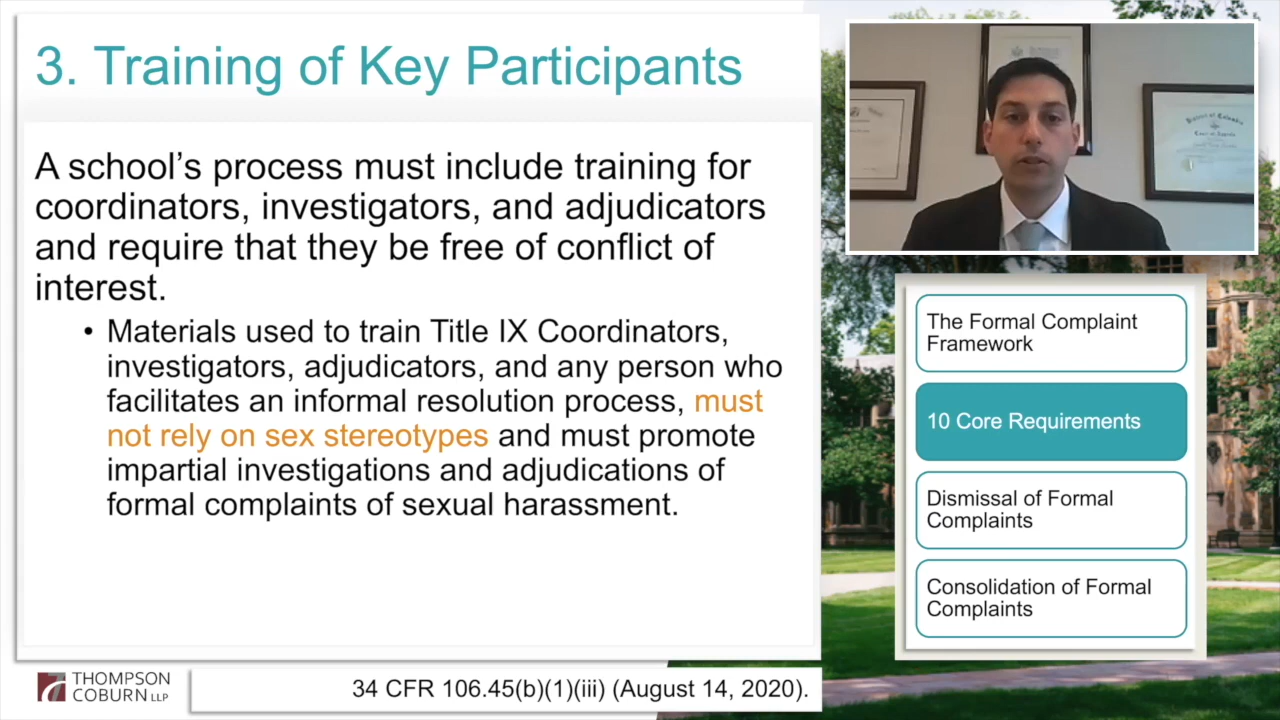 3. Training of Key Participants
A school's process must include training for
coordinators, investigators, and adjudicators
and require that they be free of conflict of
interest.
• Materials used to train Title IX Coordinators,
investigators, adjudicators, and any person who
facilitates an informal resolution process, must
not rely on sex stereotypes and must promote
impartial investigations and adjudications of
formal complaints of sexual harassment.
The Formal Complaint
Framework
10 Core Requirements
Dismissal of Formal
Complaints
Consolidation of Formal
Complaints
THOMPSON
COBURN LLP
34 CFR 106.45(b)(1)(iii) (August 14, 2020).
District of Columbia